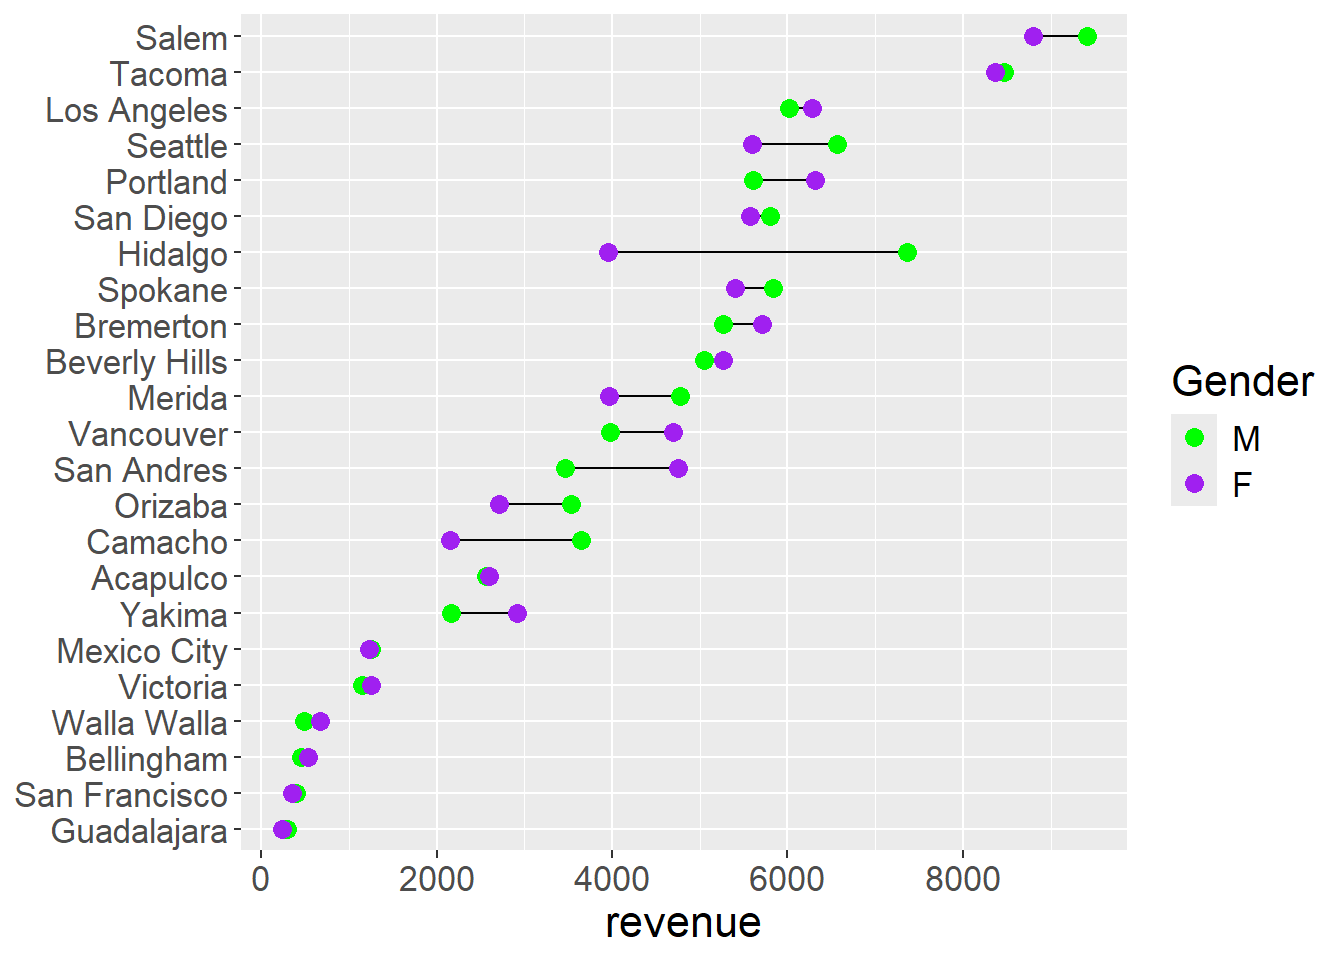 Salem
Tacoma
Los Angeles
Seattle
Portland
San Diego
Hidalgo
Spokane
Bremerton
Beverly Hills
Merida
Vancouver
San Andres
Orizaba
Camacho
Acapulco
Yakima
Mexico City
Victoria
Walla Walla
Bellingham
San Francisco
Guadalajara
0 2000 4000 6000 8000
revenue
Gender
M
F